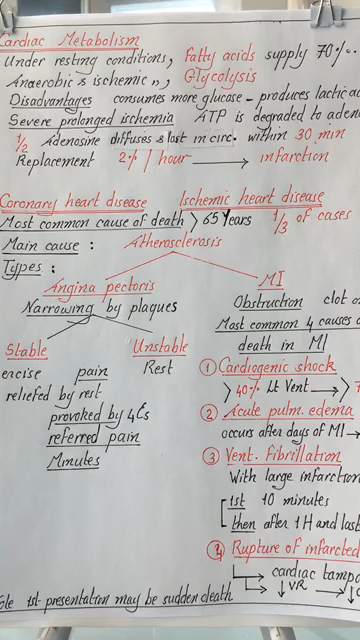 Cardiac Metabolism
Under resting conditions, Fatty acids supply 70%
Anaerobic & ischemic ,, , Glycolysis
Disadvantages consumes more glucose - produces lactic
Severe prolonged ischemia ATP is degraded to
1/2 Adenosine diffuses & lost in circ. within 30 min
Replacement 2% / hour → infarction
Coronary heart disease Ischemic heart disease
Most common cause of death > 65 Years 1/3 of cases
Main cause : Atherosclerosis
Types :
Angina pectoris
Narrowing by plaques
Stable
pain
reliefed by rest
provoked by 4Es
referred pain
Minutes
Unstable
Rest
MI
Obstruction clot
Most common 4 causes
death in MI
① Cardiogenic shock
> 40% Lt Vent → >
② Acute pulm. edema
occurs after days of MI →
③ Vent. Fibrillation
With large infarction
1st 10 minutes
then after 1 H and last
④ Rupture of infarcted
cardiac
↓ VR → ↓
1st presentation may be sudden death